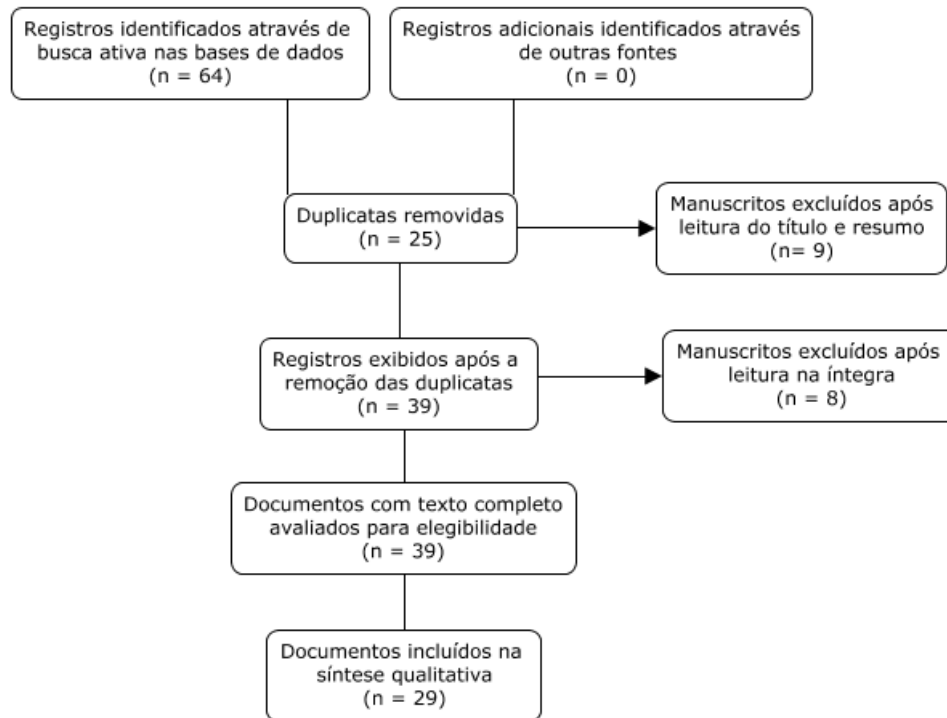 Registros identificados através de
busca ativa nas bases de dados
(n = 64)
Registros adicionais identificados através
de outras fontes
(n = 0)
Duplicatas removidas
(n = 25)
Manuscritos excluídos após
leitura do título e resumo
(n= 9)
Registros exibidos após a
remoção das duplicatas
(n = 39)
Manuscritos excluídos após
leitura na íntegra
(n = 8)
Documentos com texto completo
avaliados para elegibilidade
(n = 39)
Documentos incluídos na
síntese qualitativa
(n = 29)